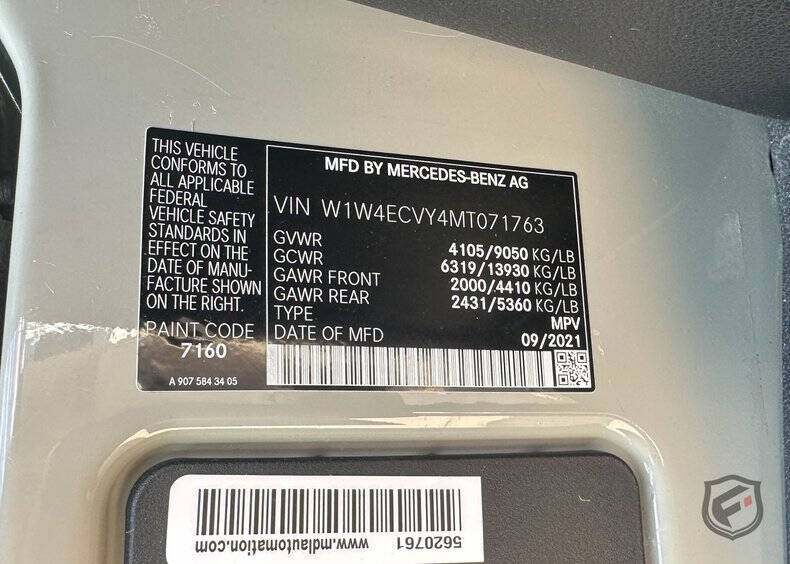 THIS VEHICLE
CONFORMS TO
ALL APPLICABLE
FEDERAL
VEHICLE SAFETY
STANDARDS IN
EFFECT ON THE
DATE OF MANU-
FACTURE SHOWN
ON THE RIGHT.
PAINT CODE
7160
A 907 584 34 05
MFD BY MERCEDES-BENZ AG
VIN W1W4ECVY4MT071763
GVWR 4105/9050 KG/LB
GCWR 6319/13930 KG/LB
GAWR FRONT 2000/4410 KG/LB
GAWR REAR 2431/5360 KG/LB
TYPE MPV
DATE OF MFD 09/2021
www.mdlautomation.com
5620761